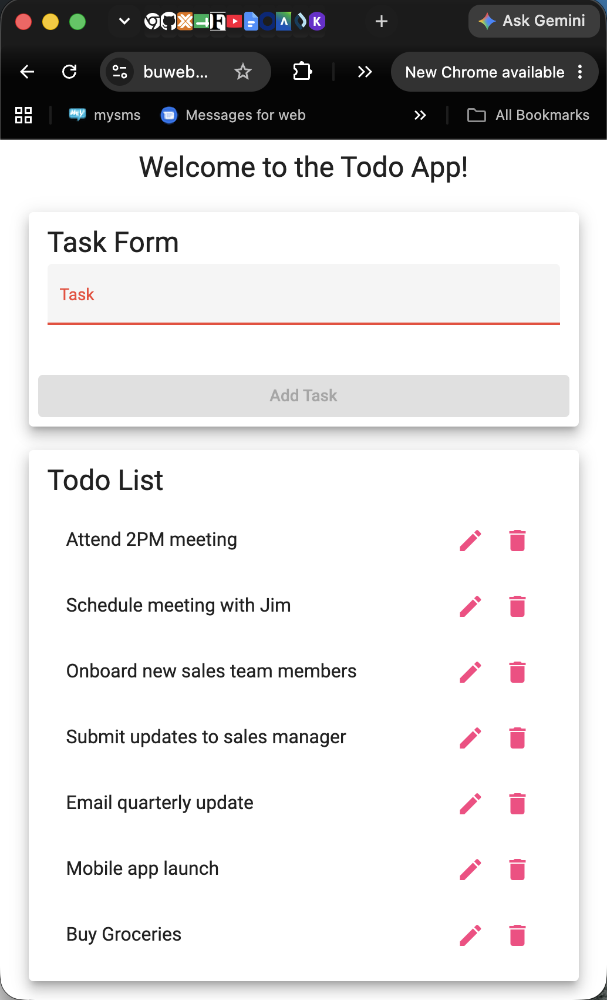 Ask Gemini
buweb...
New Chrome available
mysms
Messages for web
All Bookmarks
Welcome to the Todo App!
Task Form
Task
Add Task
Todo List
Attend 2PM meeting
Schedule meeting with Jim
Onboard new sales team members
Submit updates to sales manager
Email quarterly update
Mobile app launch
Buy Groceries